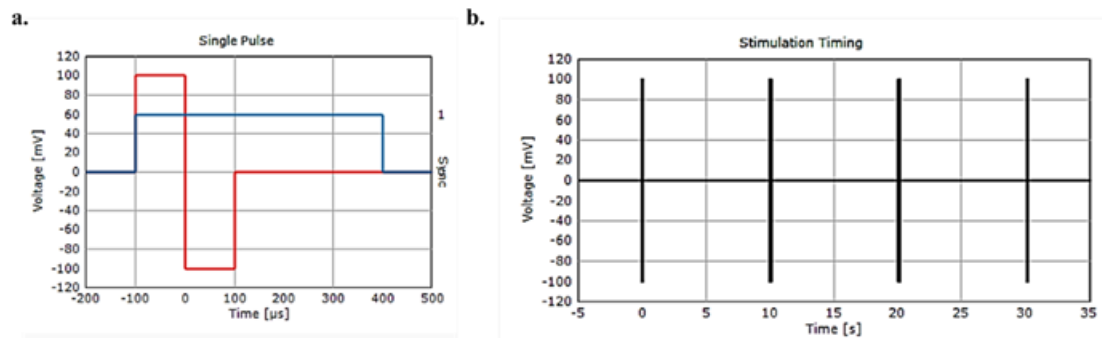 a.
Single Pulse
120
100
80
60
40
20
0
-20
-40
-60
-80
-100
-120
Voltage [mV]
1
Sync
-200 -100 0 100 200 300 400 500
Time [µs]
b.
Stimulation Timing
120
100
80
60
40
20
0
-20
-40
-60
-80
-100
-120
Voltage [mV]
-5 0 5 10 15 20 25 30 35
Time [s]